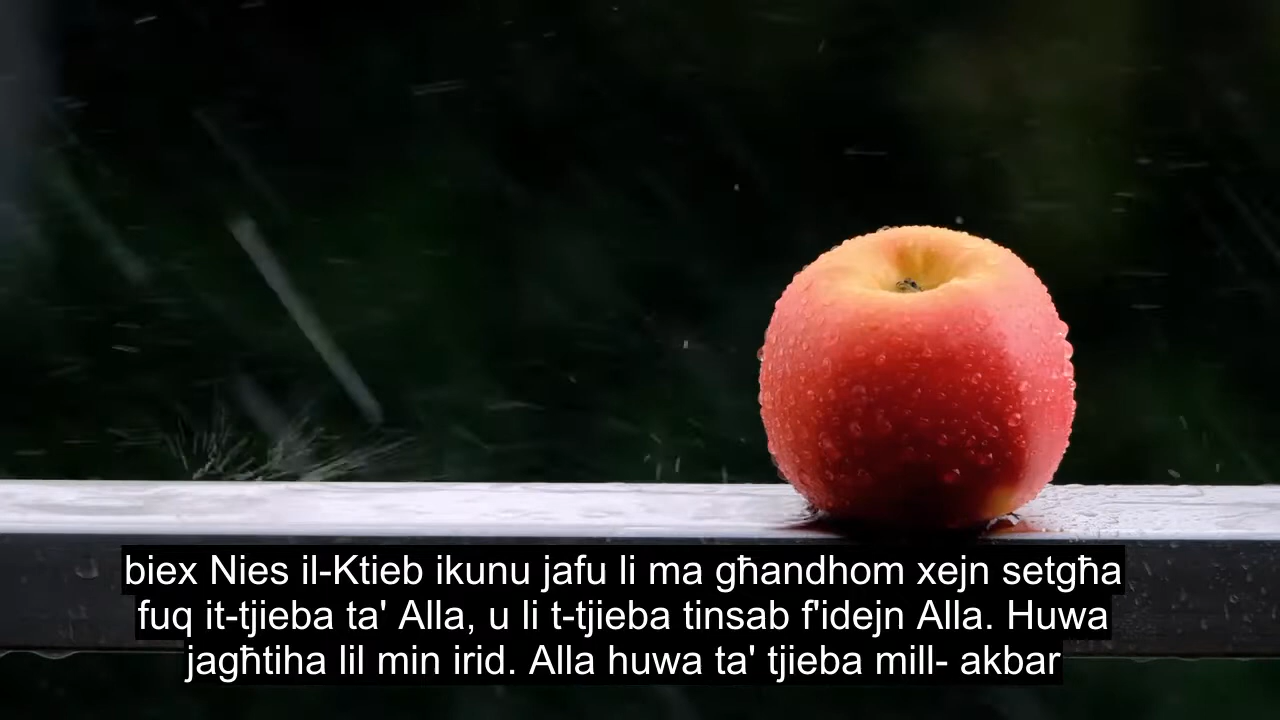 biex Nies il-Ktieb ikunu jafu li ma għandhom xejn setgħa
fuq it-tjieba ta' Alla, u li t-tjieba tinsab f'idejn Alla. Huwa
jagħtiha lil min irid. Alla huwa ta' tjieba mill- akbar